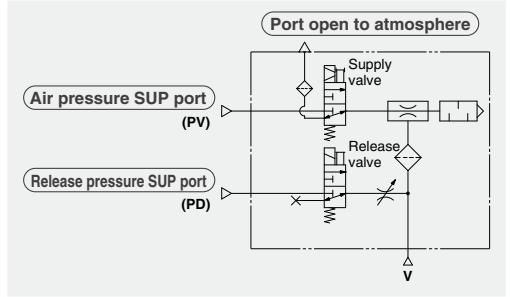 Port open to atmosphere
Supply
valve
Air pressure SUP port
(PV)
Release
valve
Release pressure SUP port
(PD)
V